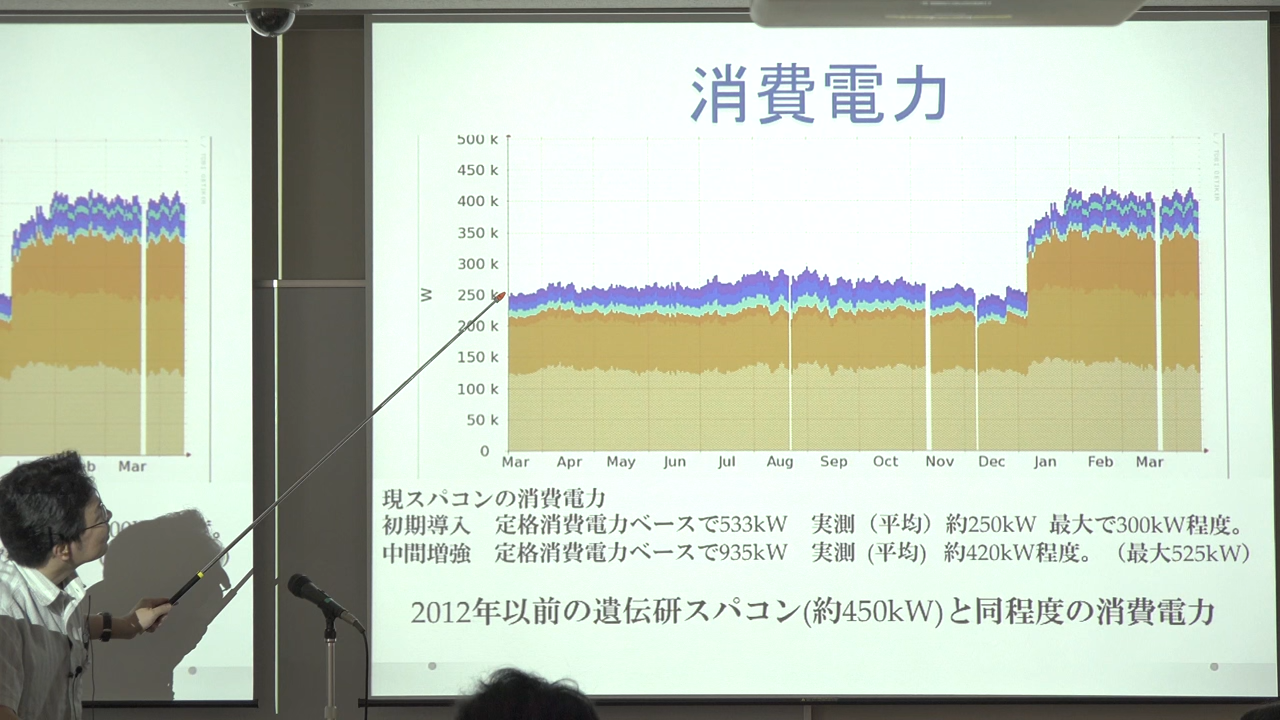 消費電力
500 k
450 k
400 k
350 k
300 k
250 k
200 k
150 k
100 k
50 k
0
W
Mar Apr May Jun Jul Aug Sep Oct Nov Dec Jan Feb Mar
現スパコンの消費電力
初期導入 定格消費電力ベースで533kW 実測（平均）約250kW 最大で300kW程度。
中間増強 定格消費電力ベースで935kW 実測 (平均) 約420kW程度。（最大525kW）
2012年以前の遺伝研スパコン(約450kW)と同程度の消費電力
Mar